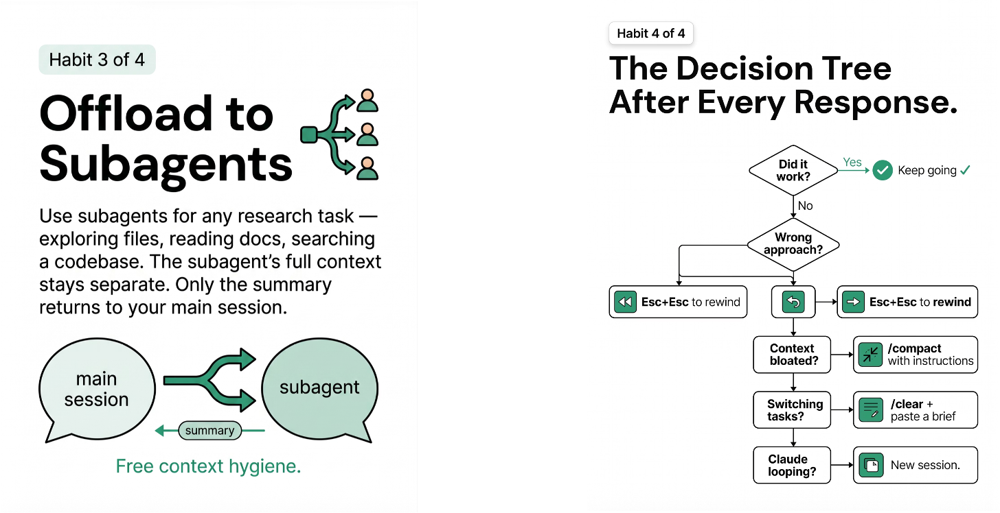 Habit 3 of 4
Offload to
Subagents
Use subagents for any research task —
exploring files, reading docs, searching
a codebase. The subagent's full context
stays separate. Only the summary
returns to your main session.
main
session
subagent
summary
Free context hygiene.
Habit 4 of 4
The Decision Tree
After Every Response.
Did it
work?
Yes
Keep going ✓
No
Wrong
approach?
Esc+Esc to rewind
Esc+Esc to rewind
Context
bloated?
/compact
with instructions
Switching
tasks?
/clear +
paste a brief
Claude
looping?
New session.